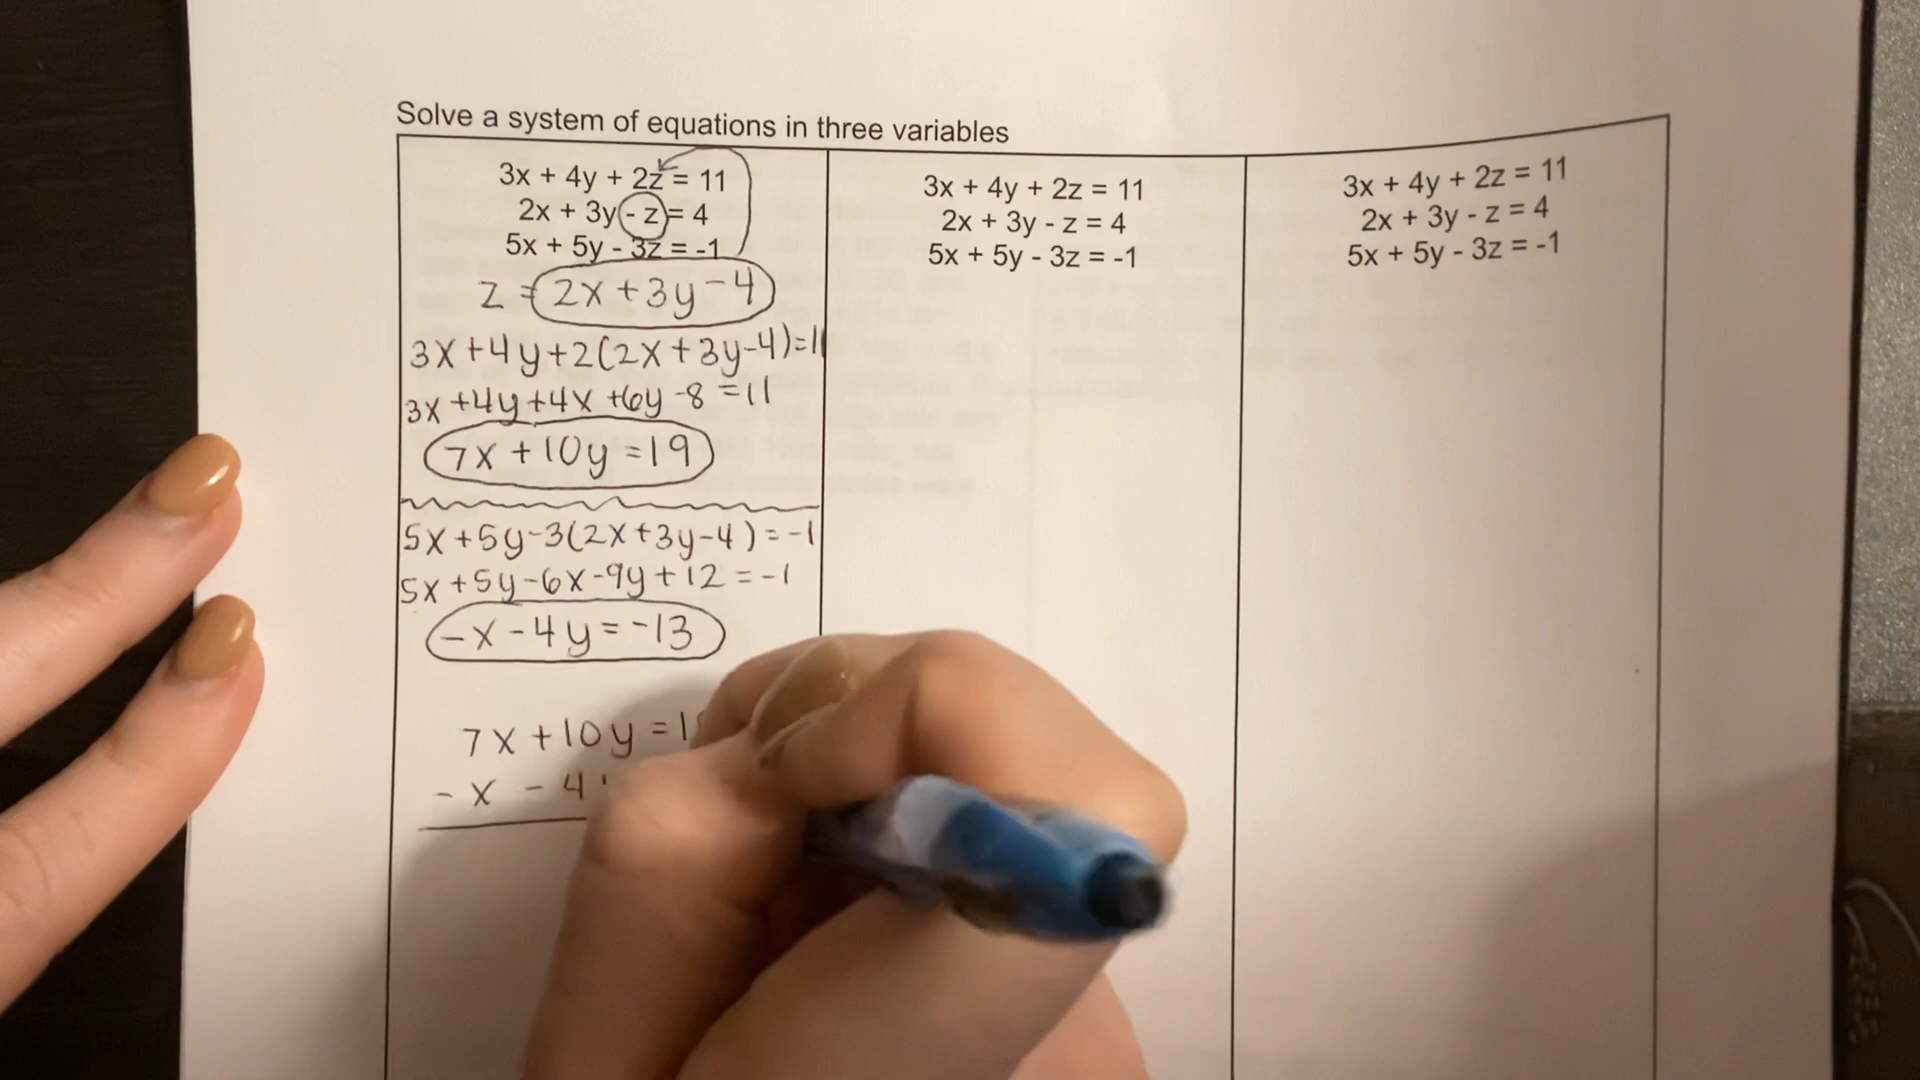 Solve a system of equations in three variables
3x + 4y + 2z = 11
2x + 3y - z = 4
5x + 5y - 3z = -1
z = 2x+3y-4
3x+4y+2(2x+3y-4)=11
3x+4y+4x+6y-8=11
7x+10y=19
5x+5y-3(2x+3y-4)=-1
5x+5y-6x-9y+12=-1
-x-4y=-13
7x+10y=1
-x-4
3x + 4y + 2z = 11
2x + 3y - z = 4
5x + 5y - 3z = -1
3x + 4y + 2z = 11
2x + 3y - z = 4
5x + 5y - 3z = -1